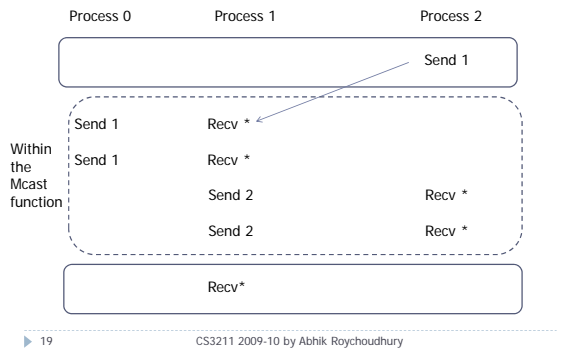 Process 0 Process 1 Process 2
Send 1
Send 1 Recv *
Within
the
Mcast
function
Send 1 Recv *
Send 2 Recv *
Send 2 Recv *
Recv*
19 CS3211 2009-10 by Abhik Roychoudhury